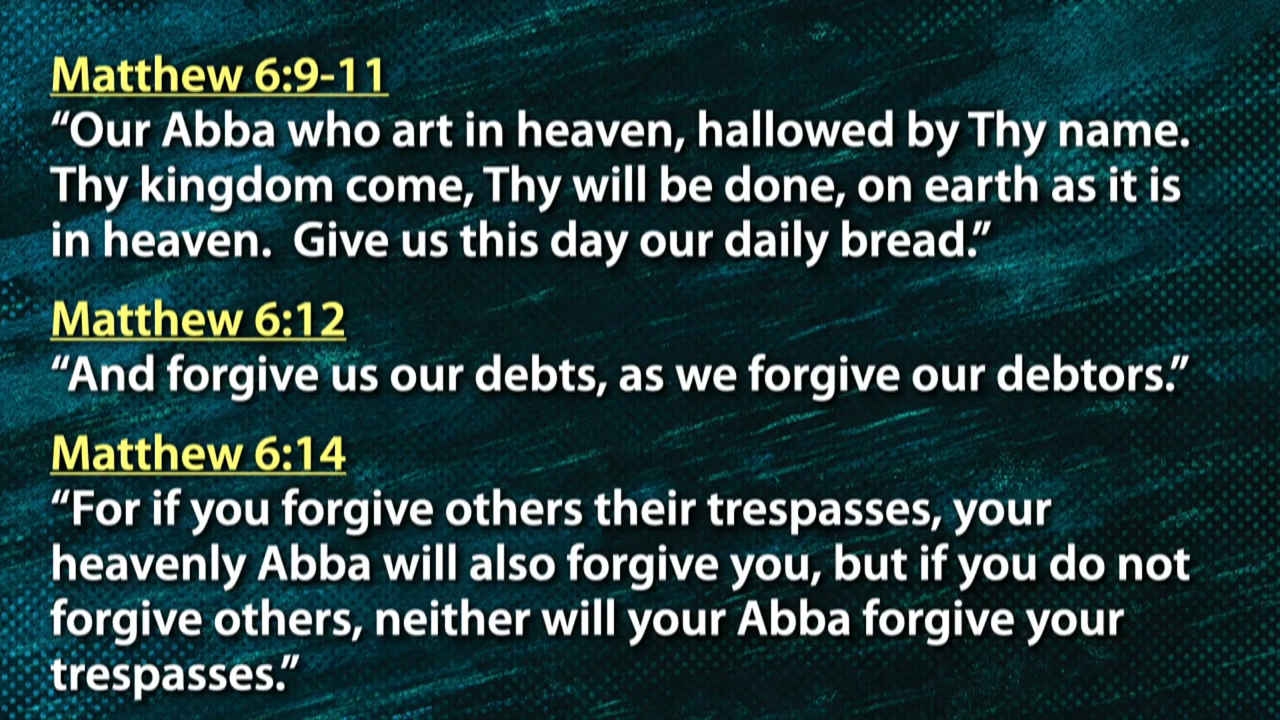 Matthew 6:9-11
“Our Abba who art in heaven, hallowed by Thy name.
Thy kingdom come, Thy will be done, on earth as it is
in heaven.  Give us this day our daily bread.”
Matthew 6:12
“And forgive us our debts, as we forgive our debtors.”
Matthew 6:14
“For if you forgive others their trespasses, your
heavenly Abba will also forgive you, but if you do not
forgive others, neither will your Abba forgive your
trespasses.”